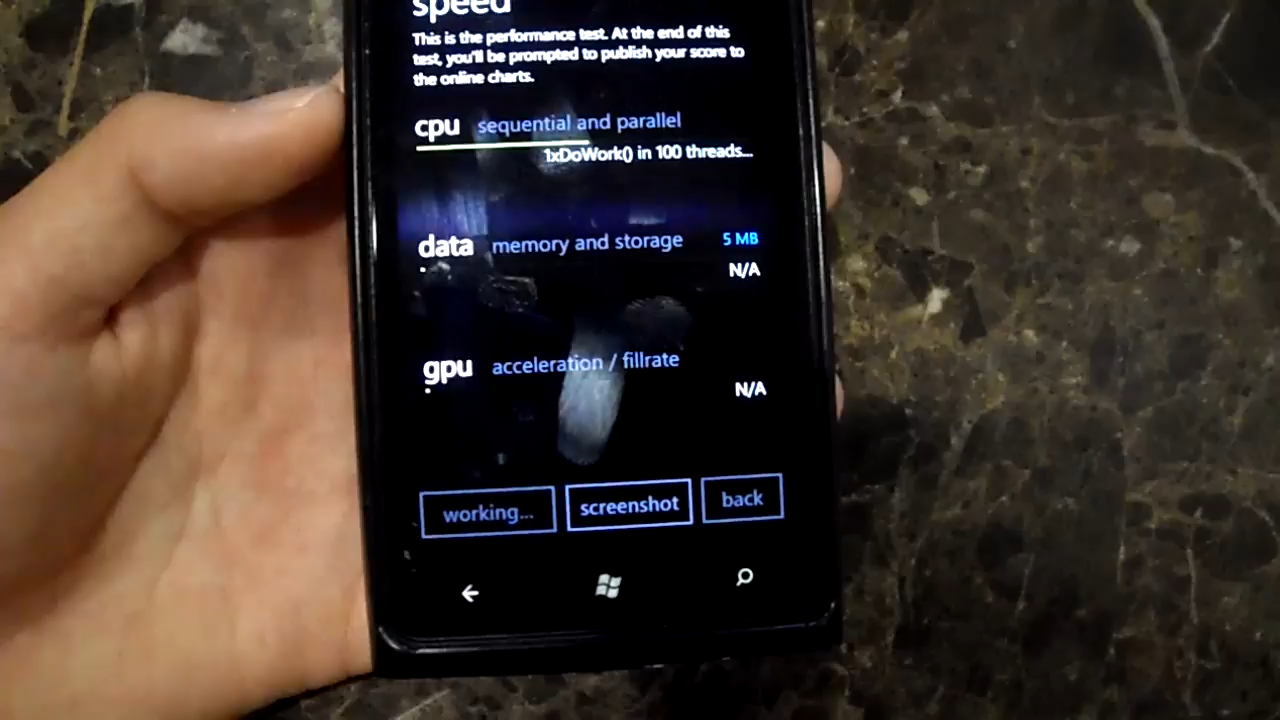 speed
This is the performance test. At the end of this
test, you'll be prompted to publish your score to
the online charts.
cpu sequential and parallel
1xDoWork() in 100 threads...
data memory and storage 5 MB
N/A
gpu acceleration / fillrate
N/A
working... screenshot back